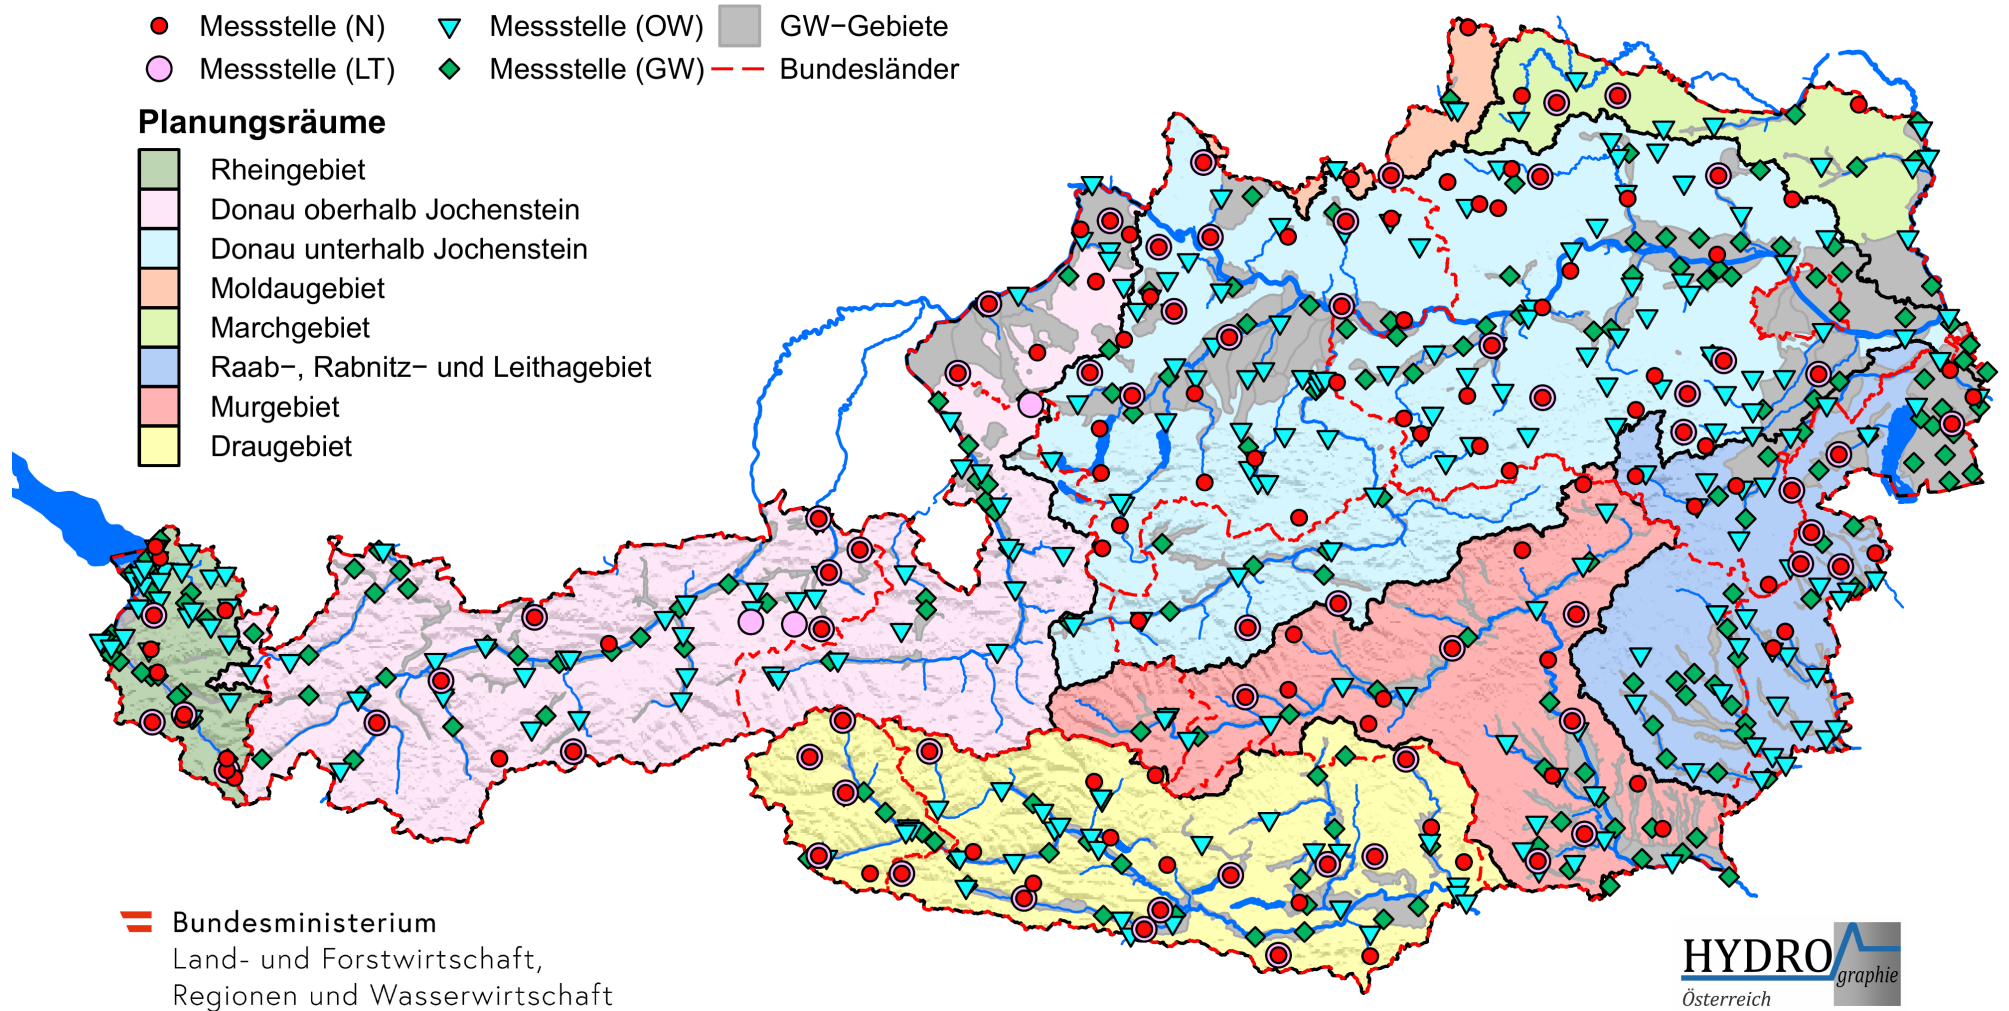 Messstelle (N)
Messstelle (OW)
GW−Gebiete
Messstelle (LT)
Messstelle (GW)
Bundesländer
Planungsräume
Rheingebiet
Donau oberhalb Jochenstein
Donau unterhalb Jochenstein
Moldaugebiet
Marchgebiet
Raab−, Rabnitz− und Leithagebiet
Murgebiet
Draugebiet
Bundesministerium
Land- und Forstwirtschaft,
Regionen und Wasserwirtschaft
HYDRO
graphie
Österreich